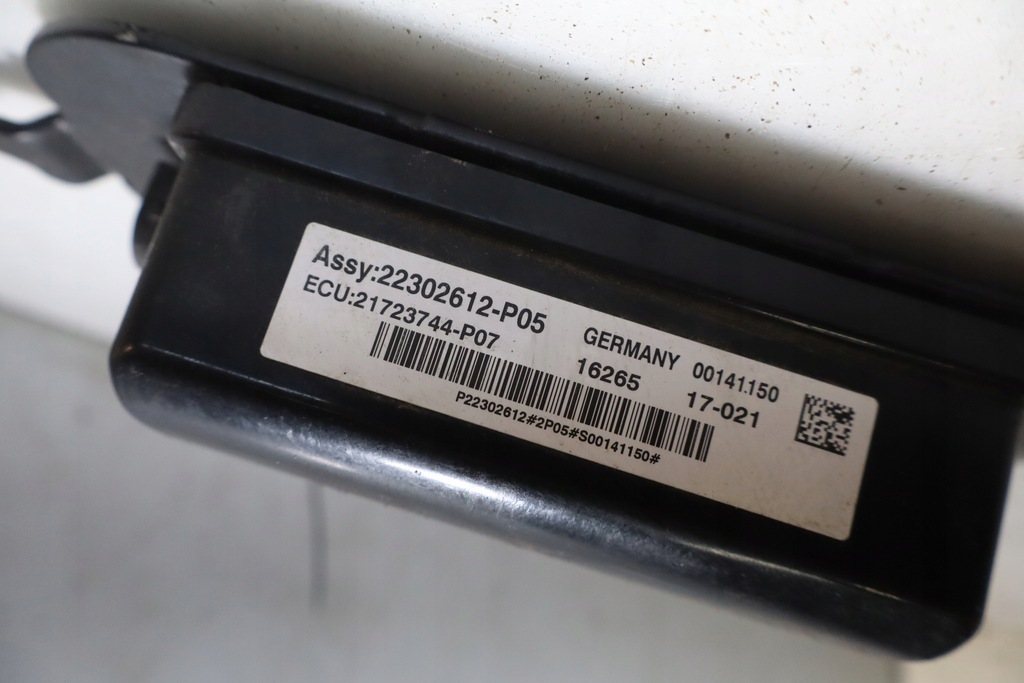 Assy:22302612-P05
ECU:21723744-P07
GERMANY 00141.150
16265 17-021
P22302612#2P05#S00141150#